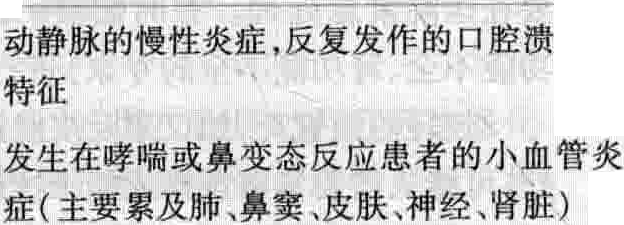 动静脉的慢性炎症,反复发作的口腔溃
特征
发生在哮喘或鼻变态反应患者的小血管炎
症(主要累及肺、鼻窦、皮肤、神经、肾脏)